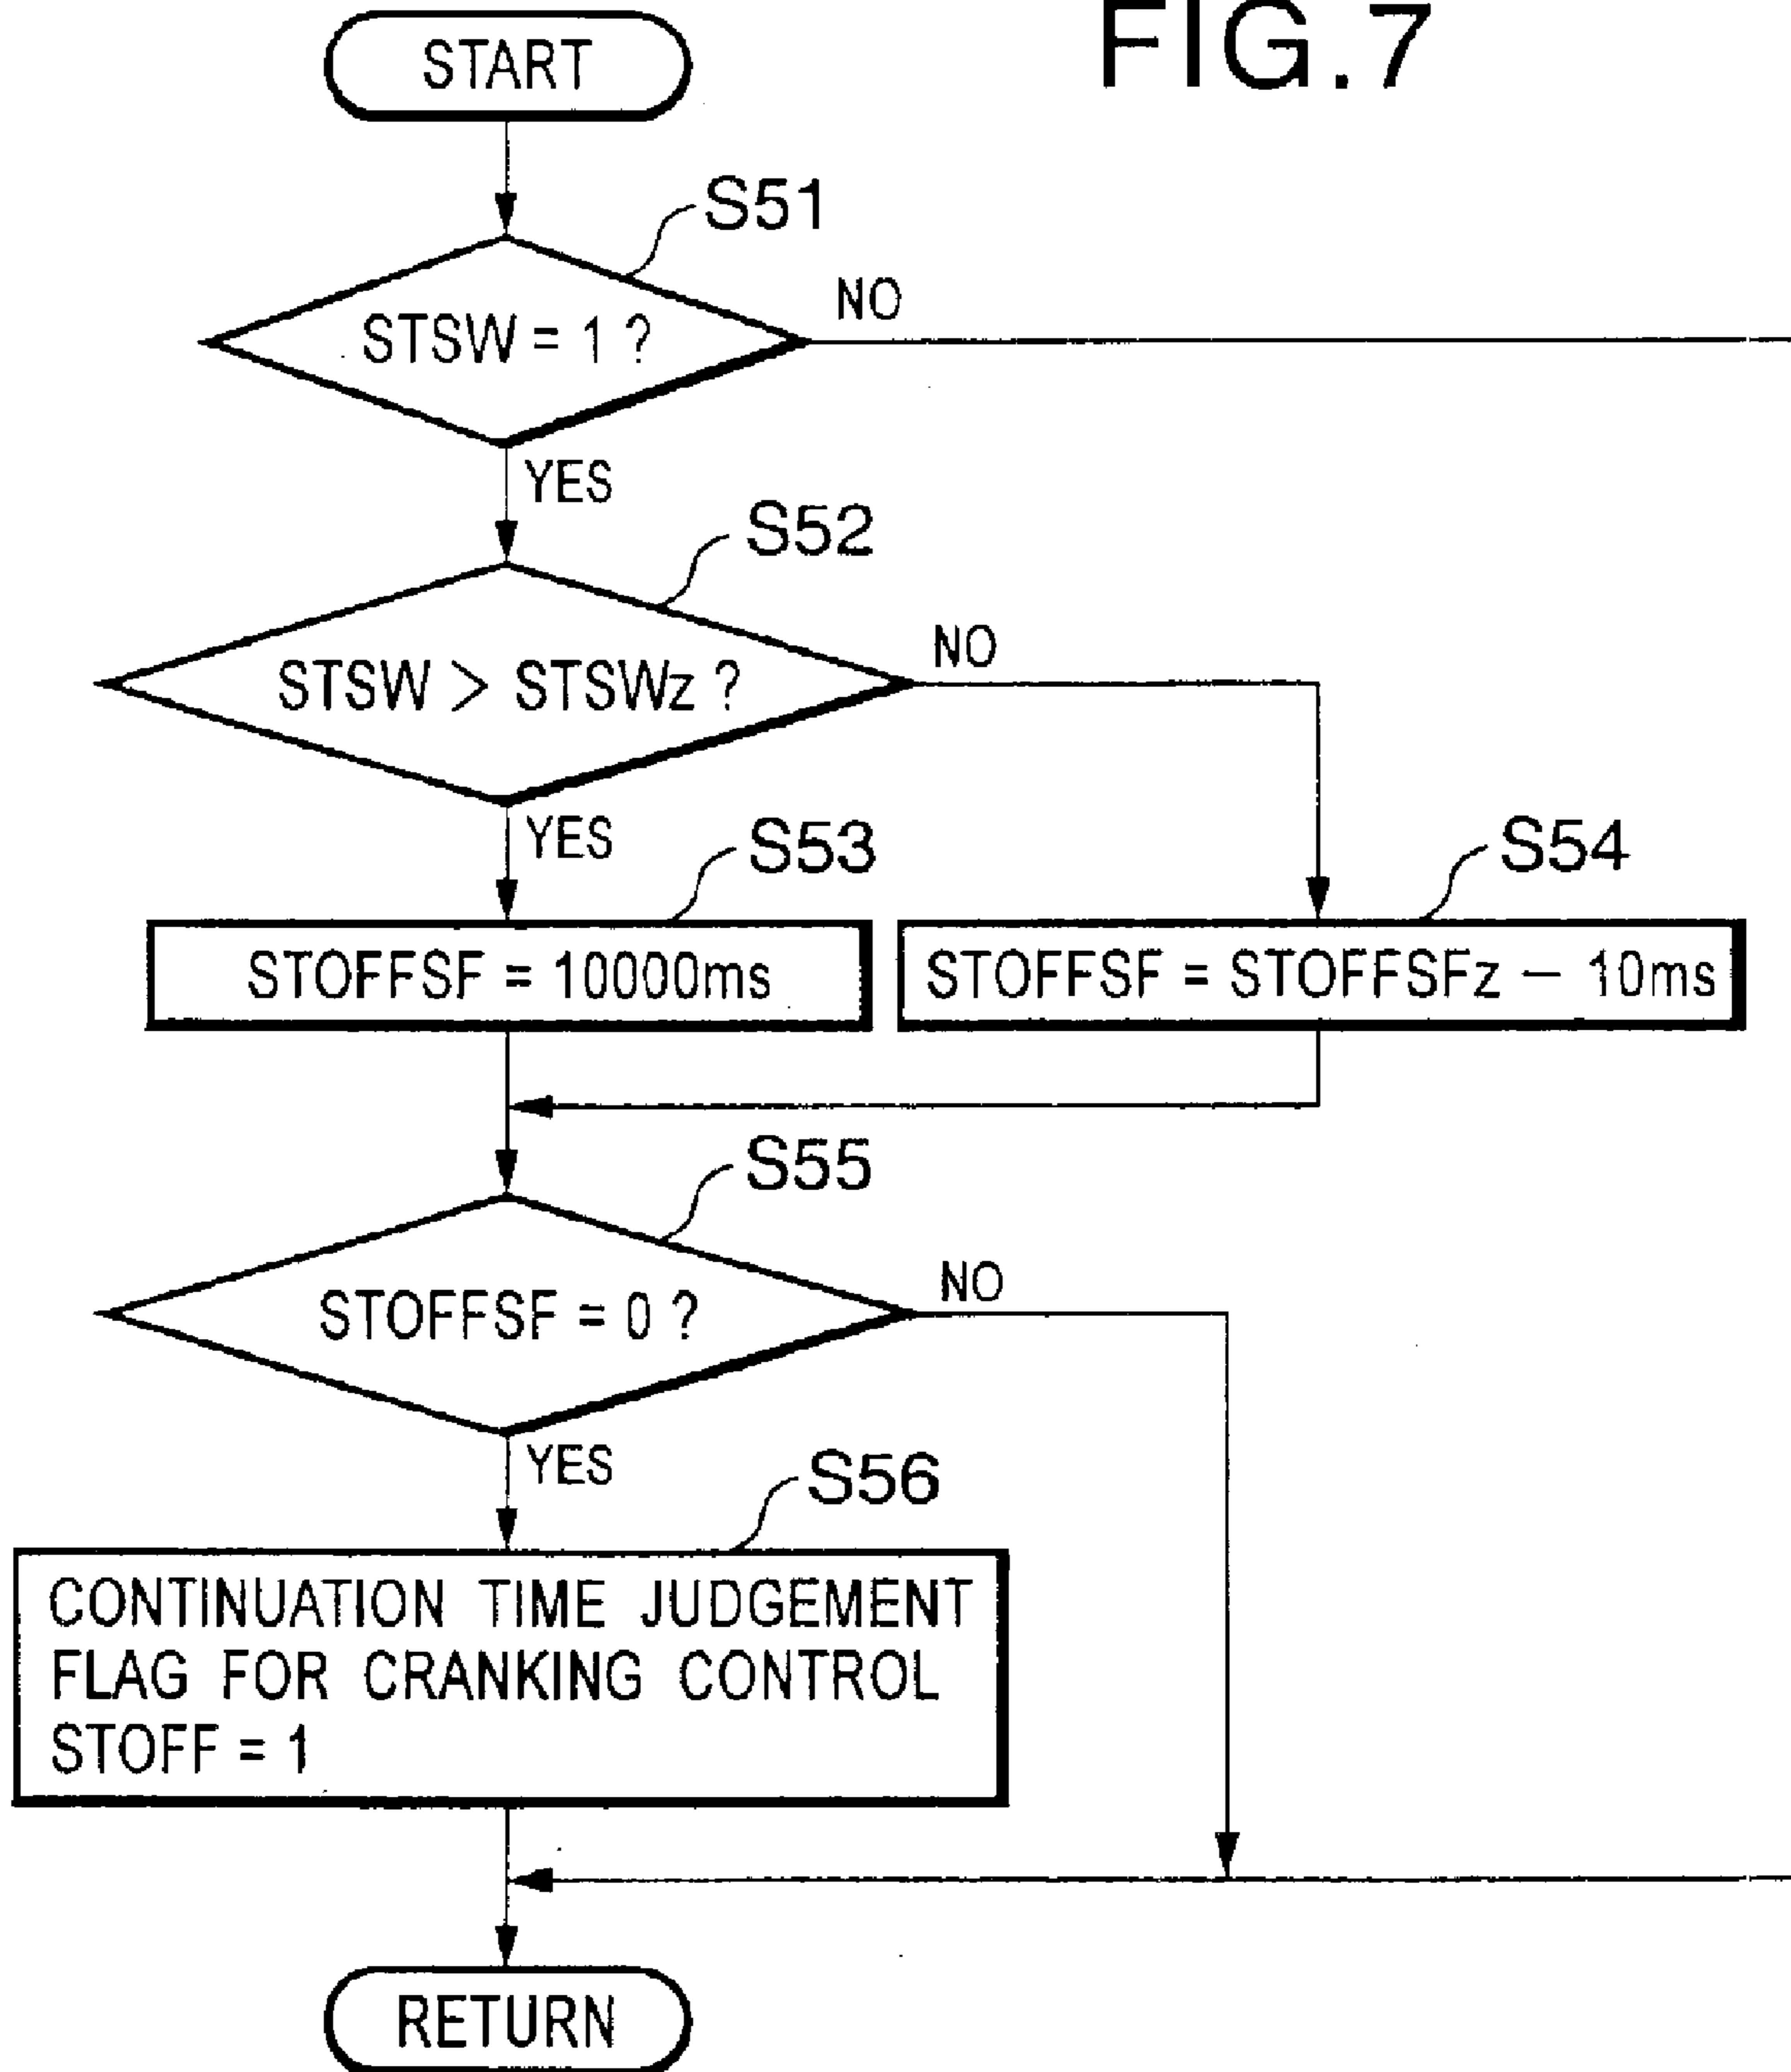 FIG.7
START
S51
STSW = 1 ?
NO
YES
S52
STSW > STSWz ?
NO
YES
S53
S54
STOFFSF = 10000ms
STOFFSF = STOFFSFz − 10ms
S55
STOFFSF = 0 ?
NO
YES
S56
CONTINUATION TIME JUDGEMENT
FLAG FOR CRANKING CONTROL
STOFF = 1
RETURN